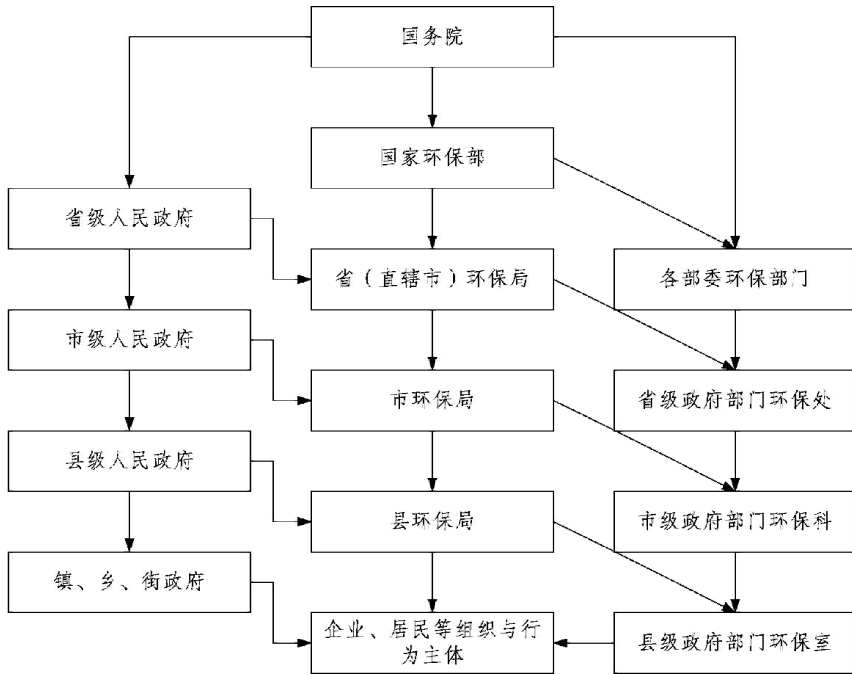 国务院
国家环保部
省级人民政府
省（直辖市）环保局
各部委环保部门
市级人民政府
市环保局
省级政府部门环保处
县级人民政府
县环保局
市级政府部门环保科
镇、乡、街政府
企业、居民等组织与行
为主体
县级政府部门环保室